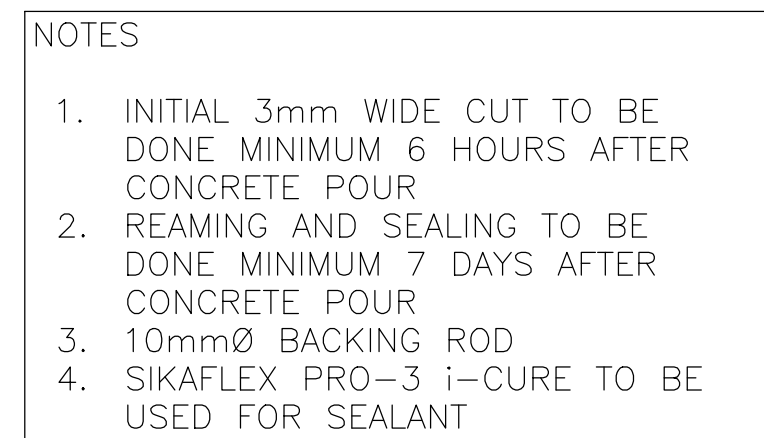 NOTES
1. INITIAL 3mm WIDE CUT TO BE
DONE MINIMUM 6 HOURS AFTER
CONCRETE POUR
2. REAMING AND SEALING TO BE
DONE MINIMUM 7 DAYS AFTER
CONCRETE POUR
3. 10mmØ BACKING ROD
4. SIKAFLEX PRO-3 i-CURE TO BE
USED FOR SEALANT